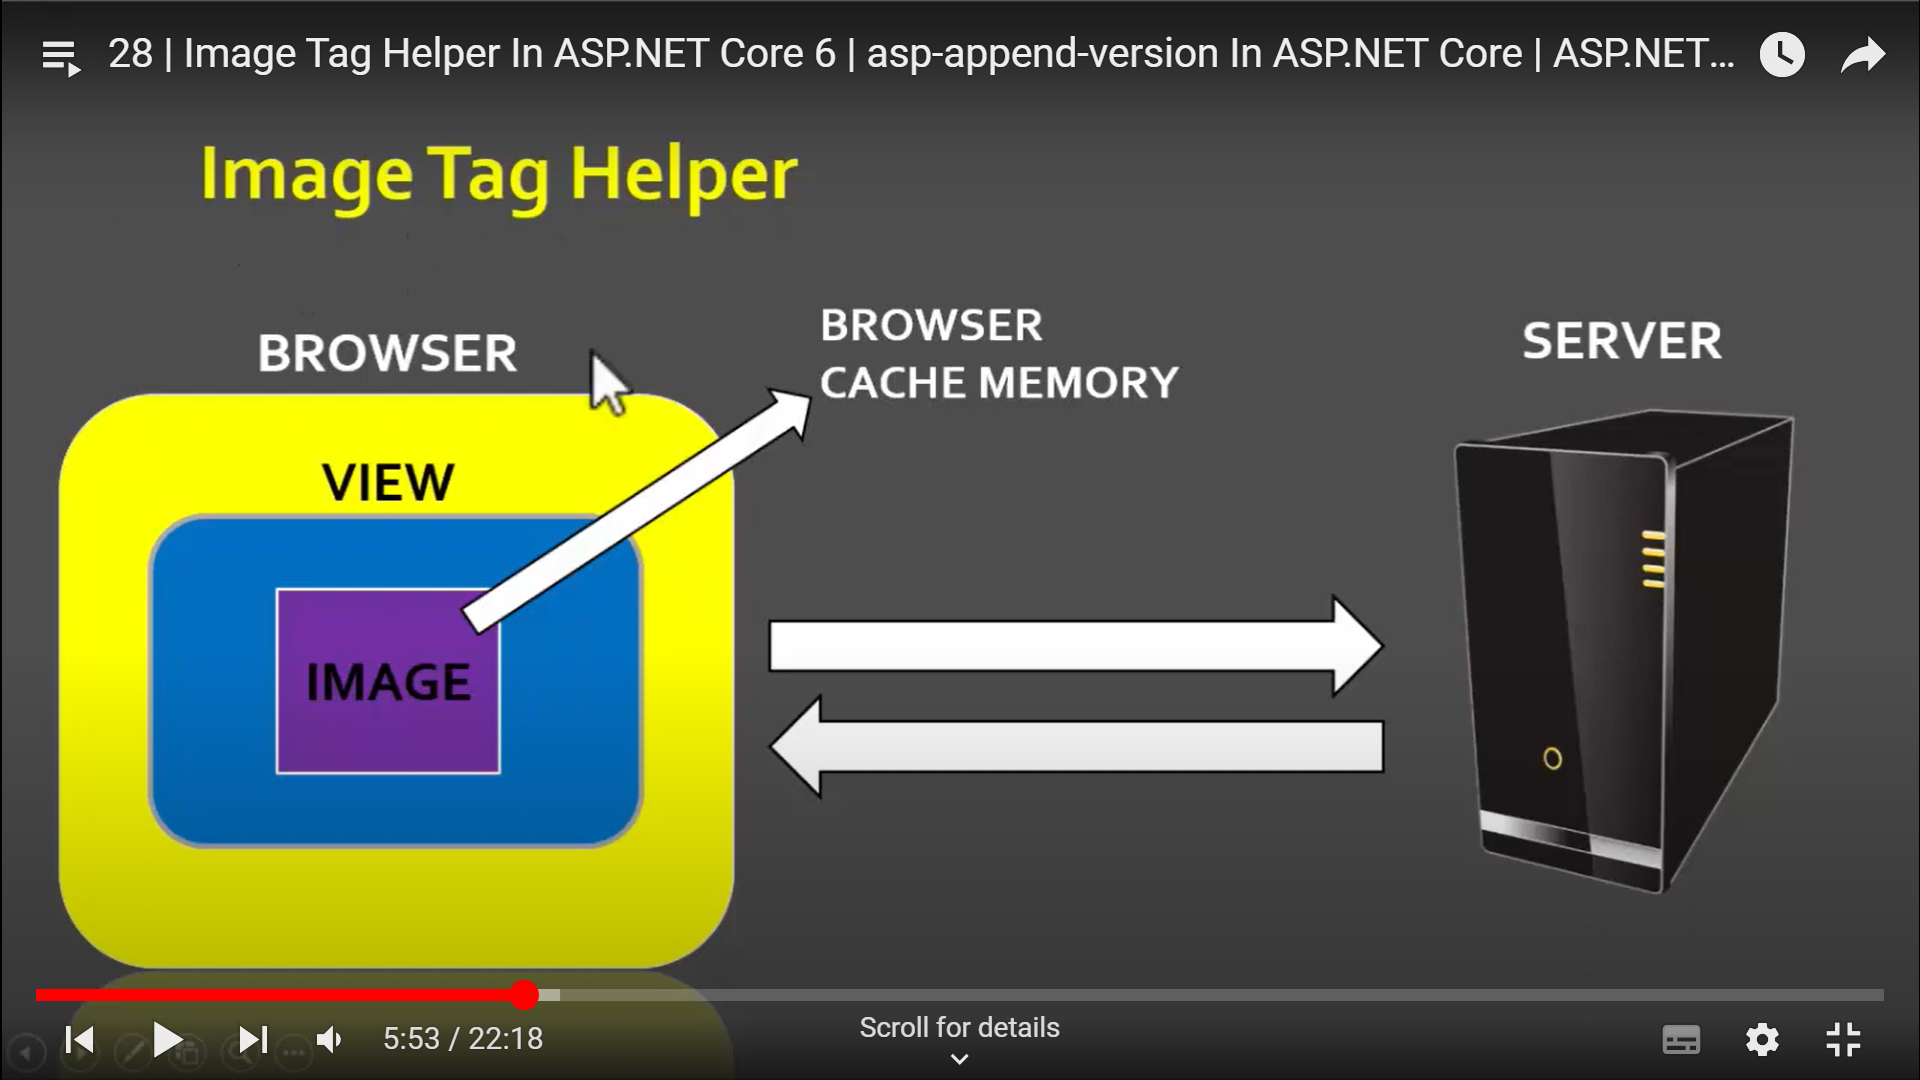 28 | Image Tag Helper In ASP.NET Core 6 | asp-append-version In ASP.NET Core | ASP.NET...
Image Tag Helper
BROWSER
CACHE MEMORY
SERVER
BROWSER
VIEW
IMAGE
5:53 / 22:18
Scroll for details